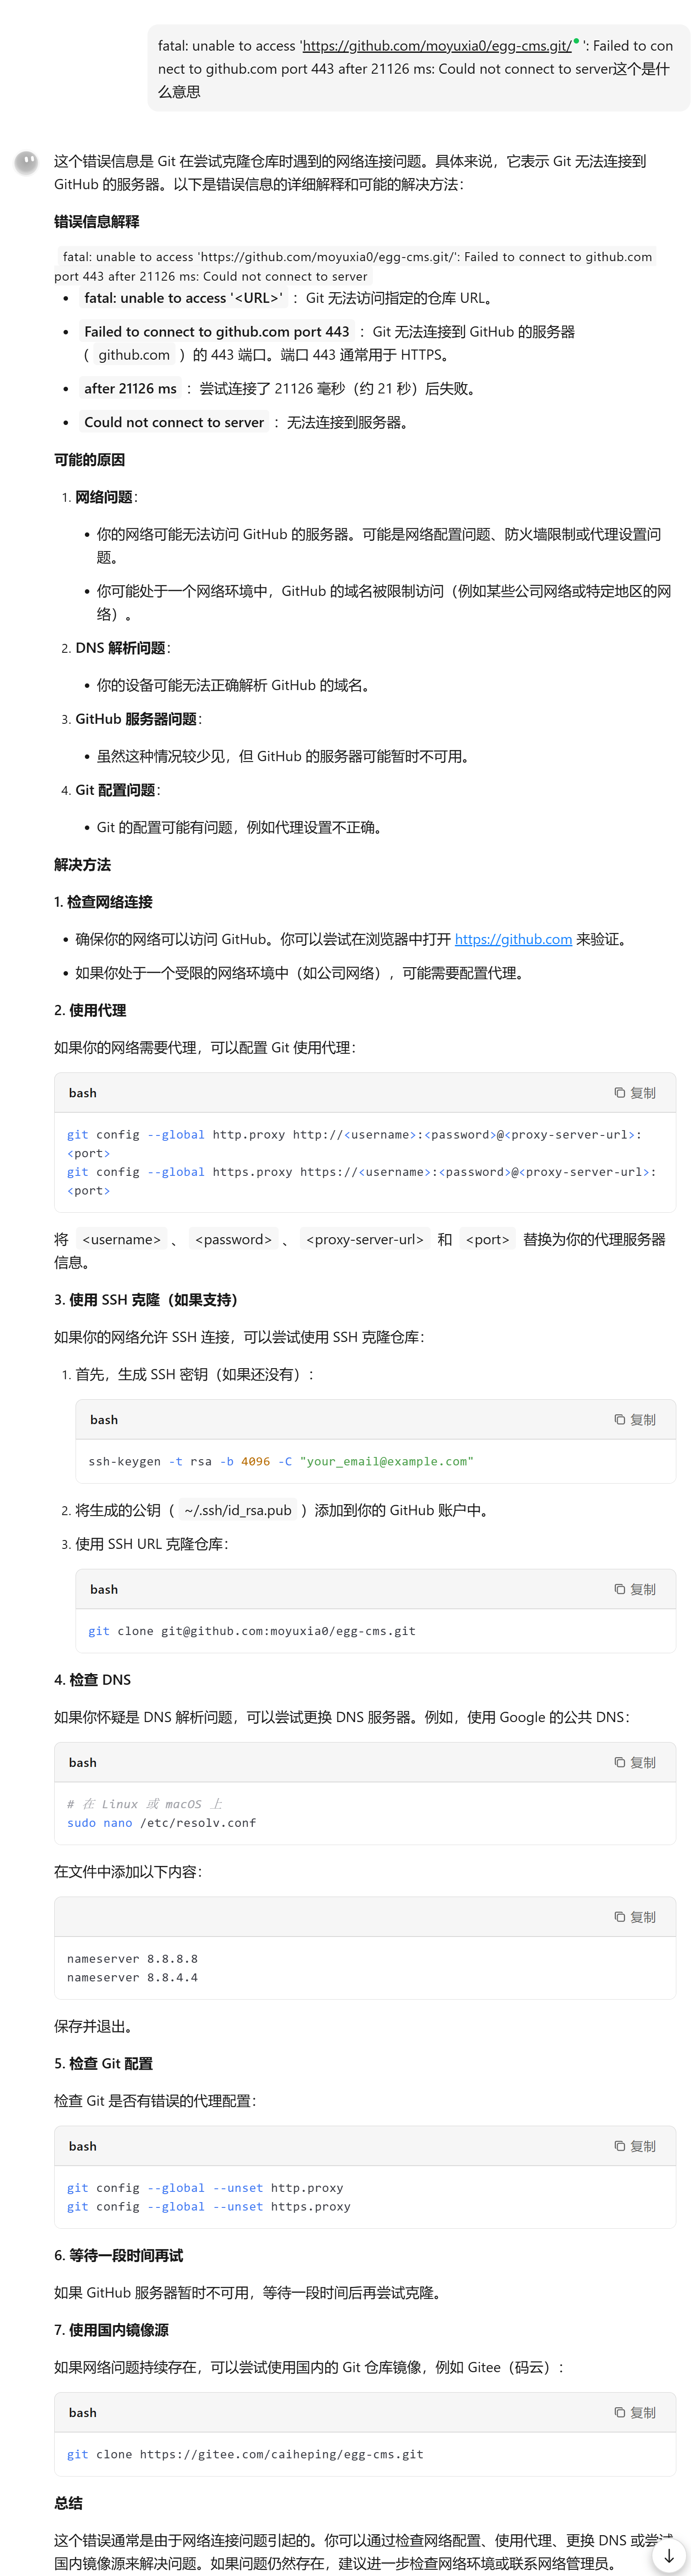 fatal: unable to access 'https://github.com/moyuxia0/egg-cms.git/ ': Failed to con
nect to github.com port 443 after 21126 ms: Could not connect to server这个是什
么意思
这个错误信息是 Git 在尝试克隆仓库时遇到的网络连接问题。具体来说，它表示 Git 无法连接到
GitHub 的服务器。以下是错误信息的详细解释和可能的解决方法：
错误信息解释
fatal: unable to access 'https://github.com/moyuxia0/egg-cms.git/': Failed to connect to github.com
port 443 after 21126 ms: Could not connect to server
• fatal: unable to access '<URL>' ：Git 无法访问指定的仓库 URL。
• Failed to connect to github.com port 443 ：Git 无法连接到 GitHub 的服务器
（ github.com ）的 443 端口。端口 443 通常用于 HTTPS。
• after 21126 ms ：尝试连接了 21126 毫秒（约 21 秒）后失败。
• Could not connect to server ：无法连接到服务器。
可能的原因
1. 网络问题：
• 你的网络可能无法访问 GitHub 的服务器。可能是网络配置问题、防火墙限制或代理设置问
题。
• 你可能处于一个网络环境中，GitHub 的域名被限制访问（例如某些公司网络或特定地区的网
络）。
2. DNS 解析问题：
• 你的设备可能无法正确解析 GitHub 的域名。
3. GitHub 服务器问题：
• 虽然这种情况较少见，但 GitHub 的服务器可能暂时不可用。
4. Git 配置问题：
• Git 的配置可能有问题，例如代理设置不正确。
解决方法
1. 检查网络连接
• 确保你的网络可以访问 GitHub。你可以尝试在浏览器中打开 https://github.com 来验证。
• 如果你处于一个受限的网络环境中（如公司网络），可能需要配置代理。
2. 使用代理
如果你的网络需要代理，可以配置 Git 使用代理：
bash 复制
git config --global http.proxy http://<username>:<password>@<proxy-server-url>:
<port>
git config --global https.proxy https://<username>:<password>@<proxy-server-url>:
<port>
将 <username> 、 <password> 、 <proxy-server-url> 和 <port> 替换为你的代理服务器
信息。
3. 使用 SSH 克隆（如果支持）
如果你的网络允许 SSH 连接，可以尝试使用 SSH 克隆仓库：
1. 首先，生成 SSH 密钥（如果还没有）：
bash 复制
ssh-keygen -t rsa -b 4096 -C "your_email@example.com"
2. 将生成的公钥（ ~/.ssh/id_rsa.pub ）添加到你的 GitHub 账户中。
3. 使用 SSH URL 克隆仓库：
bash 复制
git clone git@github.com:moyuxia0/egg-cms.git
4. 检查 DNS
如果你怀疑是 DNS 解析问题，可以尝试更换 DNS 服务器。例如，使用 Google 的公共 DNS：
bash 复制
# 在 Linux 或 macOS 上
sudo nano /etc/resolv.conf
在文件中添加以下内容：
复制
nameserver 8.8.8.8
nameserver 8.8.4.4
保存并退出。
5. 检查 Git 配置
检查 Git 是否有错误的代理配置：
bash 复制
git config --global --unset http.proxy
git config --global --unset https.proxy
6. 等待一段时间再试
如果 GitHub 服务器暂时不可用，等待一段时间后再尝试克隆。
7. 使用国内镜像源
如果网络问题持续存在，可以尝试使用国内的 Git 仓库镜像，例如 Gitee（码云）：
bash 复制
git clone https://gitee.com/caiheping/egg-cms.git
总结
这个错误通常是由于网络连接问题引起的。你可以通过检查网络配置、使用代理、更换 DNS 或尝试
国内镜像源来解决问题。如果问题仍然存在，建议进一步检查网络环境或联系网络管理员。